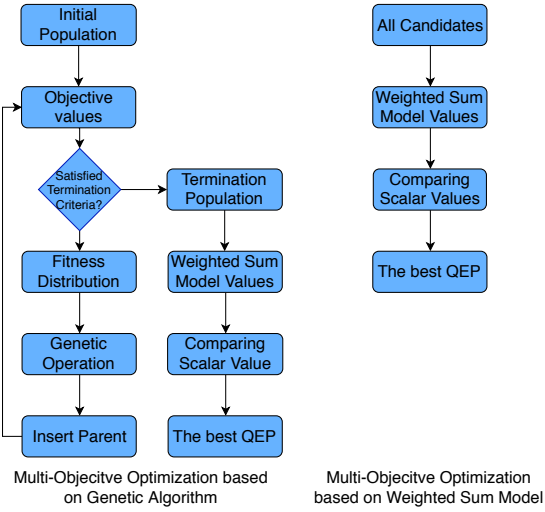 Initial
Population
Objective
values
Satisfied
Termination
Criteria?
Termination
Population
Fitness
Distribution
Weighted Sum
Model Values
Genetic
Operation
Comparing
Scalar Value
Insert Parent
The best QEP
Multi-Objecitve Optimization based
on Genetic Algorithm
All Candidates
Weighted Sum
Model Values
Comparing
Scalar Values
The best QEP
Multi-Objecitve Optimization
based on Weighted Sum Model